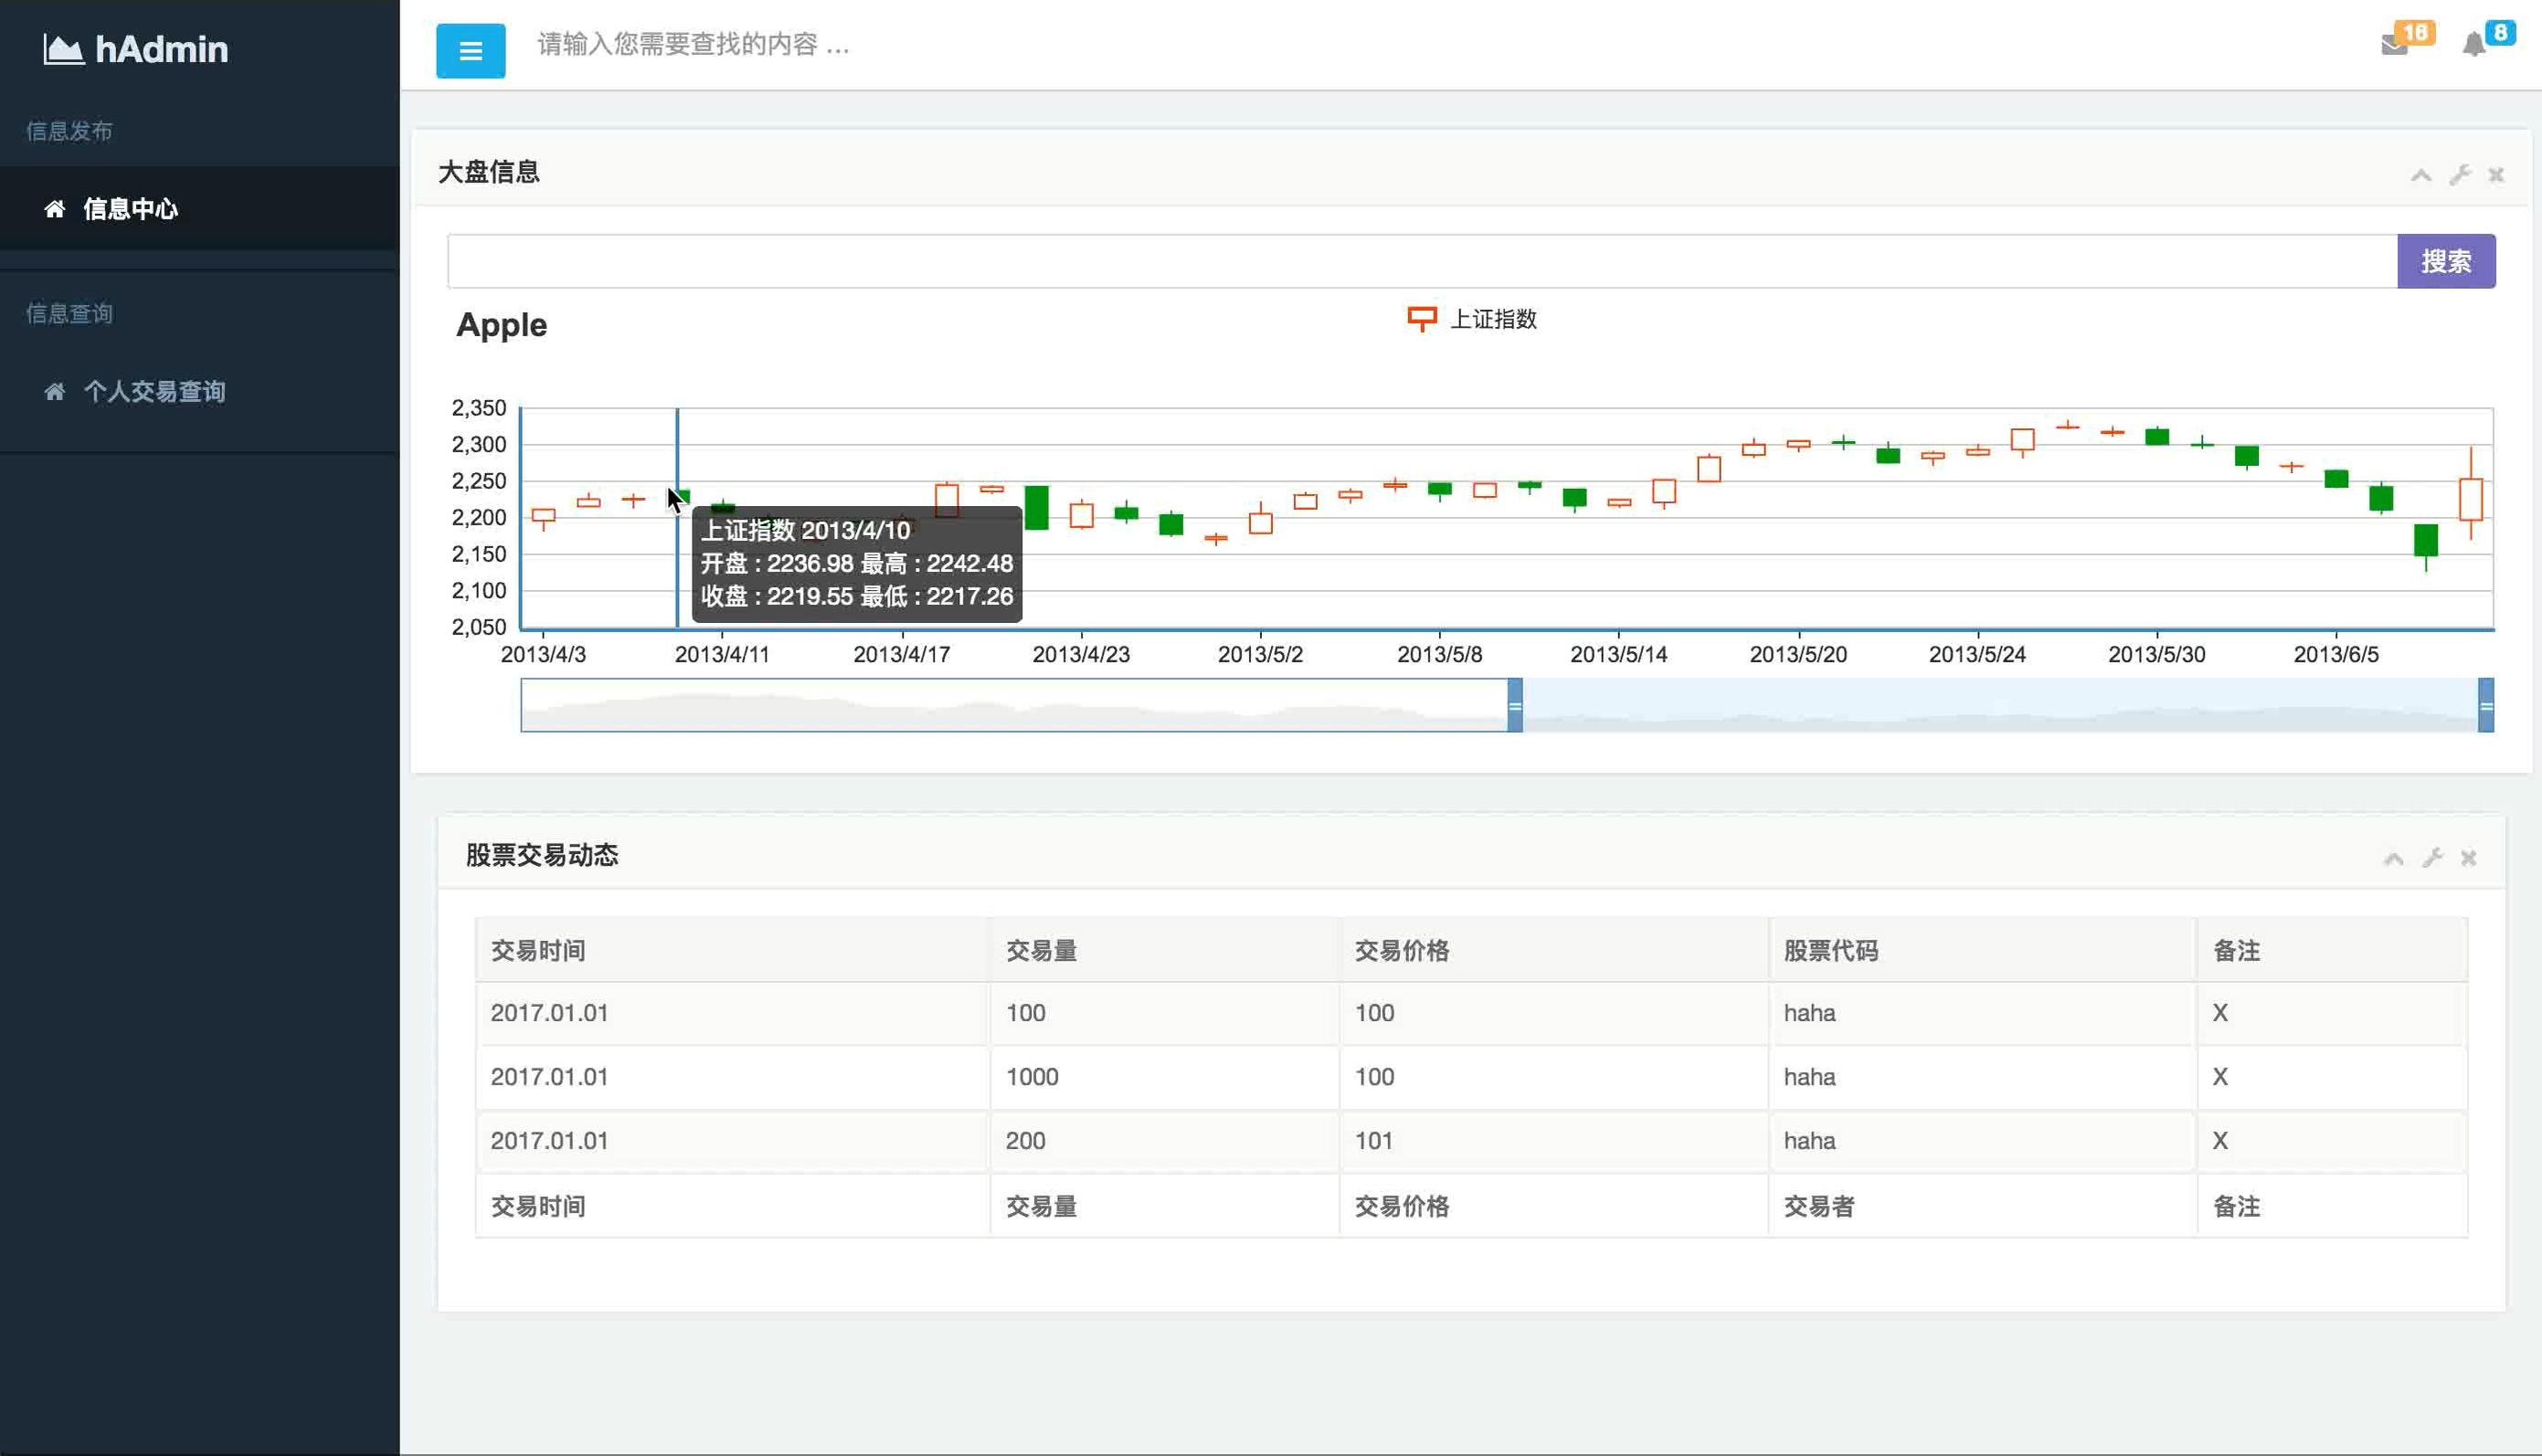 hAdmin
请输入您需要查找的内容 …
18
8
信息发布
信息中心
信息查询
个人交易查询
大盘信息
搜索
Apple
上证指数
2,350
2,300
2,250
2,200
2,150
2,100
2,050
上证指数 2013/4/10
开盘 : 2236.98 最高 : 2242.48
收盘 : 2219.55 最低 : 2217.26
2013/4/3 2013/4/11 2013/4/17 2013/4/23 2013/5/2 2013/5/8 2013/5/14 2013/5/20 2013/5/24 2013/5/30 2013/6/5
股票交易动态
交易时间 交易量 交易价格 股票代码 备注
2017.01.01 100 100 haha X
2017.01.01 1000 100 haha X
2017.01.01 200 101 haha X
交易时间 交易量 交易价格 交易者 备注